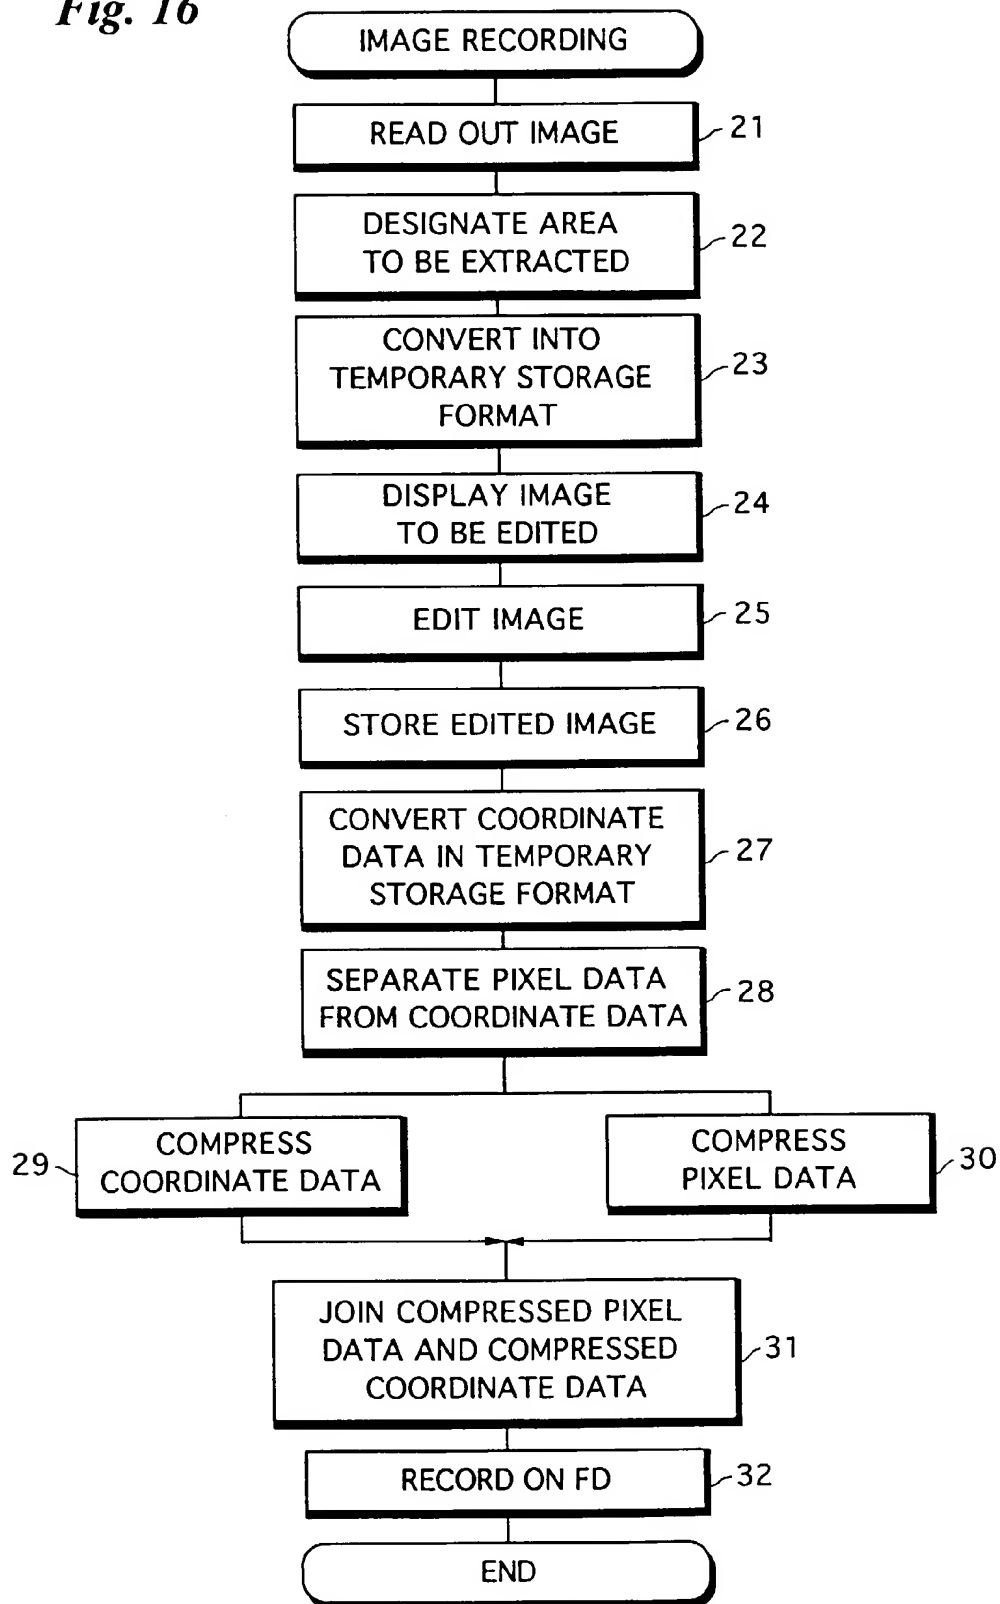 Fig. 16
IMAGE RECORDING
READ OUT IMAGE
21
DESIGNATE AREA
TO BE EXTRACTED
22
CONVERT INTO
TEMPORARY STORAGE
FORMAT
23
DISPLAY IMAGE
TO BE EDITED
24
EDIT IMAGE
25
STORE EDITED IMAGE
26
CONVERT COORDINATE
DATA IN TEMPORARY
STORAGE FORMAT
27
SEPARATE PIXEL DATA
FROM COORDINATE DATA
28
29
COMPRESS
COORDINATE DATA
COMPRESS
PIXEL DATA
30
JOIN COMPRESSED PIXEL
DATA AND COMPRESSED
COORDINATE DATA
31
RECORD ON FD
32
END